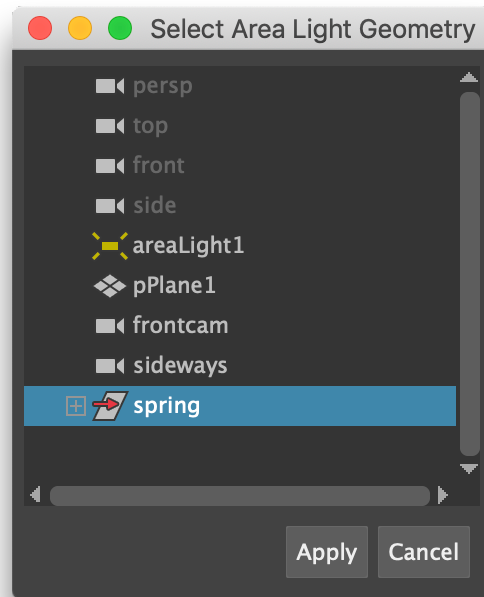 Select Area Light Geometry
persp
top
front
side
areaLight1
pPlane1
frontcam
sideways
spring
Apply Cancel